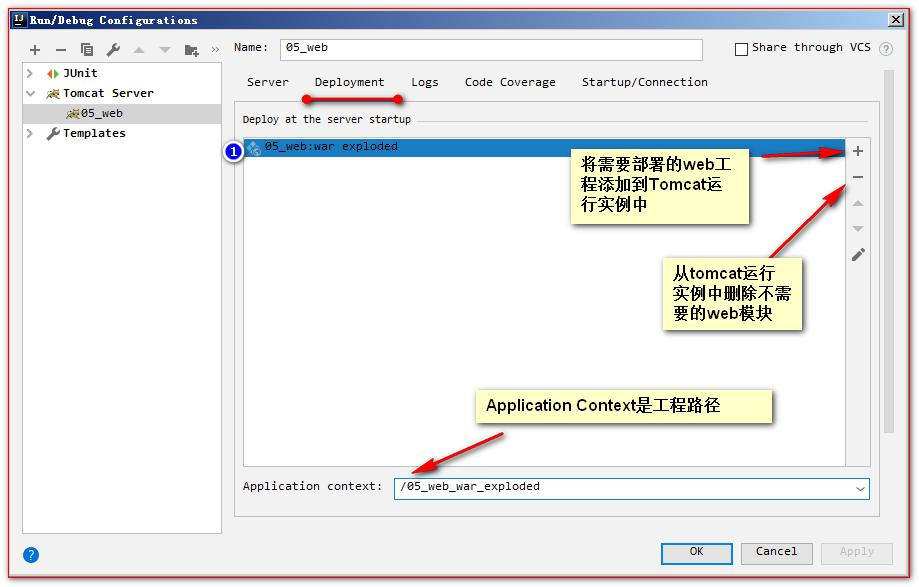 Run/Debug Configurations
Name: 05_web
Share through VCS
JUnit
Tomcat Server
05_web
Templates
Server Deployment Logs Code Coverage Startup/Connection
Deploy at the server startup
1 05_web:war exploded
将需要部署的web工
程添加到Tomcat运
行实例中
从tomcat运行
实例中删除不需
要的web模块
Application Context是工程路径
Application context: /05_web_war_exploded
OK Cancel Apply